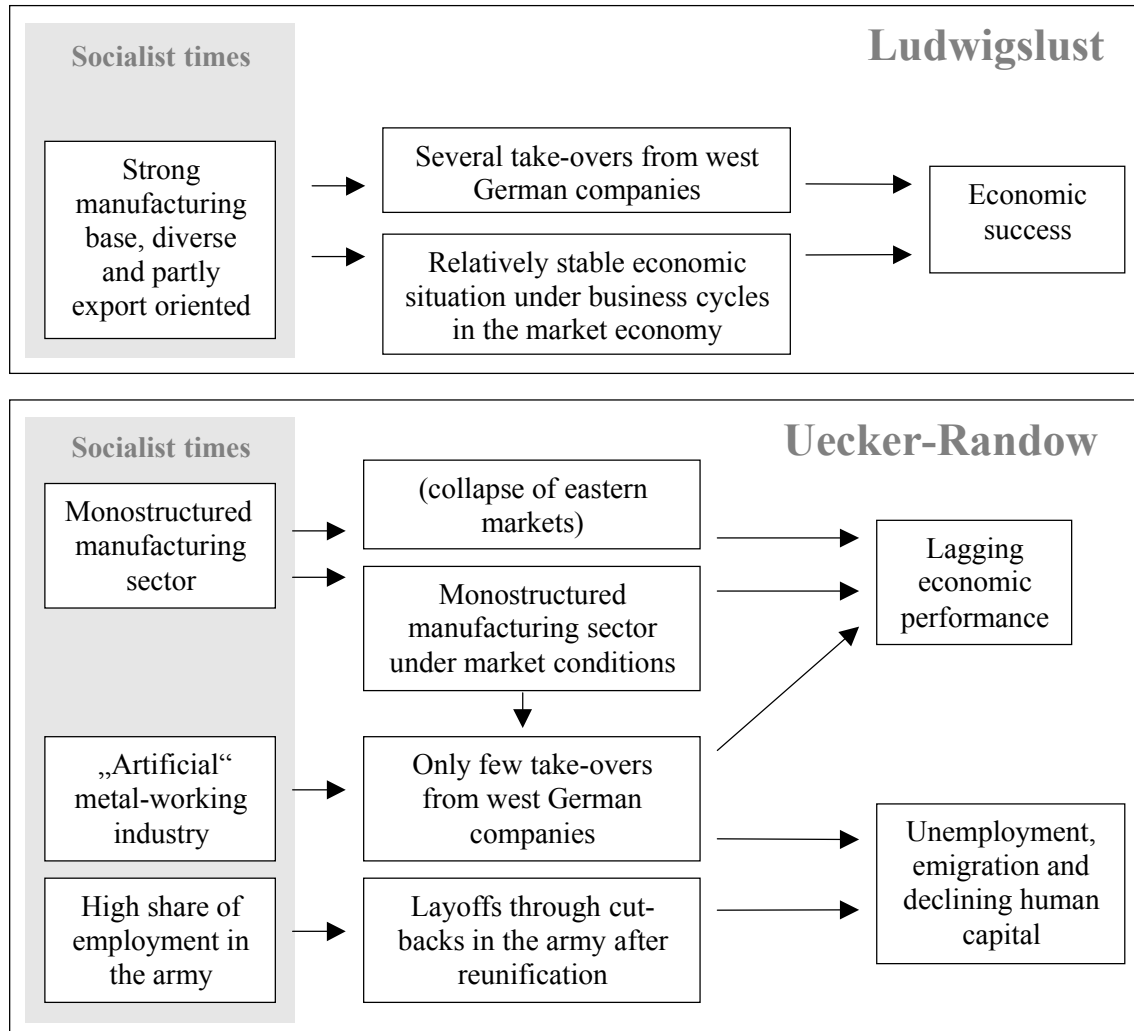 Ludwigslust
Socialist times
Strong
manufacturing
base, diverse
and partly
export oriented
Several take-overs from west
German companies
Relatively stable economic
situation under business cycles
in the market economy
Economic
success
Uecker-Randow
Socialist times
Monostructured
manufacturing
sector
(collapse of eastern
markets)
Monostructured
manufacturing sector
under market conditions
Lagging
economic
performance
„Artificial“
metal-working
industry
Only few take-overs
from west German
companies
High share of
employment in
the army
Layoffs through cut-
backs in the army after
reunification
Unemployment,
emigration and
declining human
capital